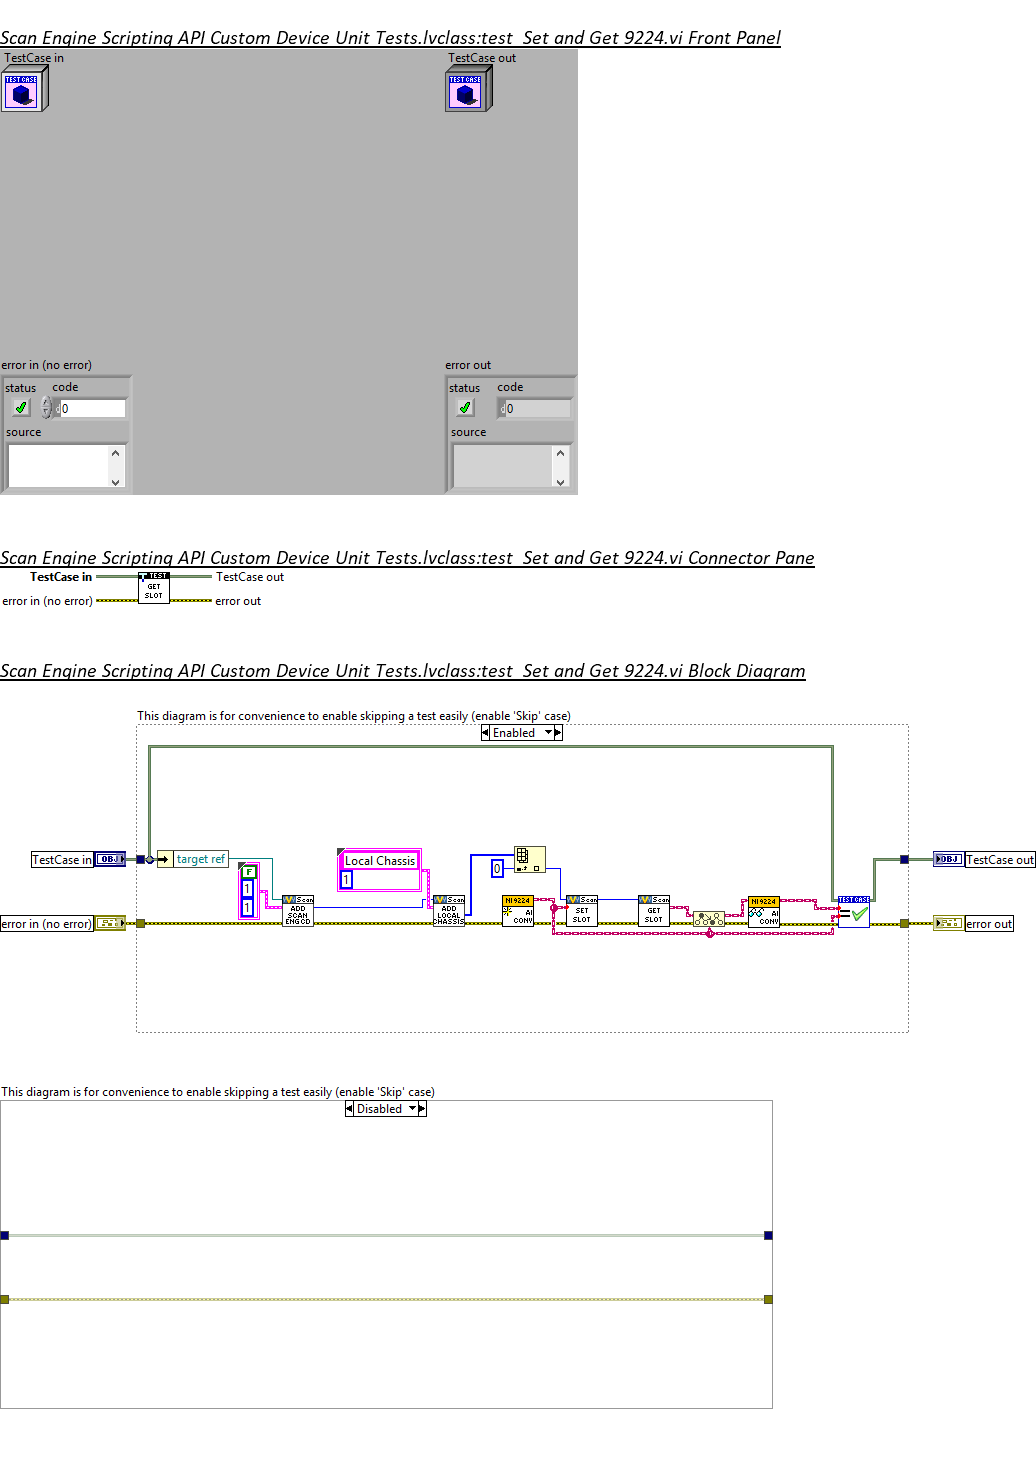 Scan Engine Scripting API Custom Device Unit Tests.lvclass:test Set and Get 9224.vi Front Panel
TestCase in
TestCase out
TEST CASE
TEST CASE
error in (no error)
error out
status code
status code
0
0
source
source
Scan Engine Scripting API Custom Device Unit Tests.lvclass:test Set and Get 9224.vi Connector Pane
TestCase in
TEST
GET
SLOT
TestCase out
error in (no error)
error out
Scan Engine Scripting API Custom Device Unit Tests.lvclass:test Set and Get 9224.vi Block Diagram
This diagram is for convenience to enable skipping a test easily (enable 'Skip' case)
Enabled
TestCase in
OBJ
target ref
F
1
1
Local Chassis
1
0
OBJ
TestCase out
error in (no error)
Scan
ADD
SCAN
ENG CD
Scan
ADD
LOCAL
CHASSIS
NI 9224
AI
CONV
Scan
SET
SLOT
Scan
GET
SLOT
NI 9224
AI
CONV
TESTCASE
error out
This diagram is for convenience to enable skipping a test easily (enable 'Skip' case)
Disabled